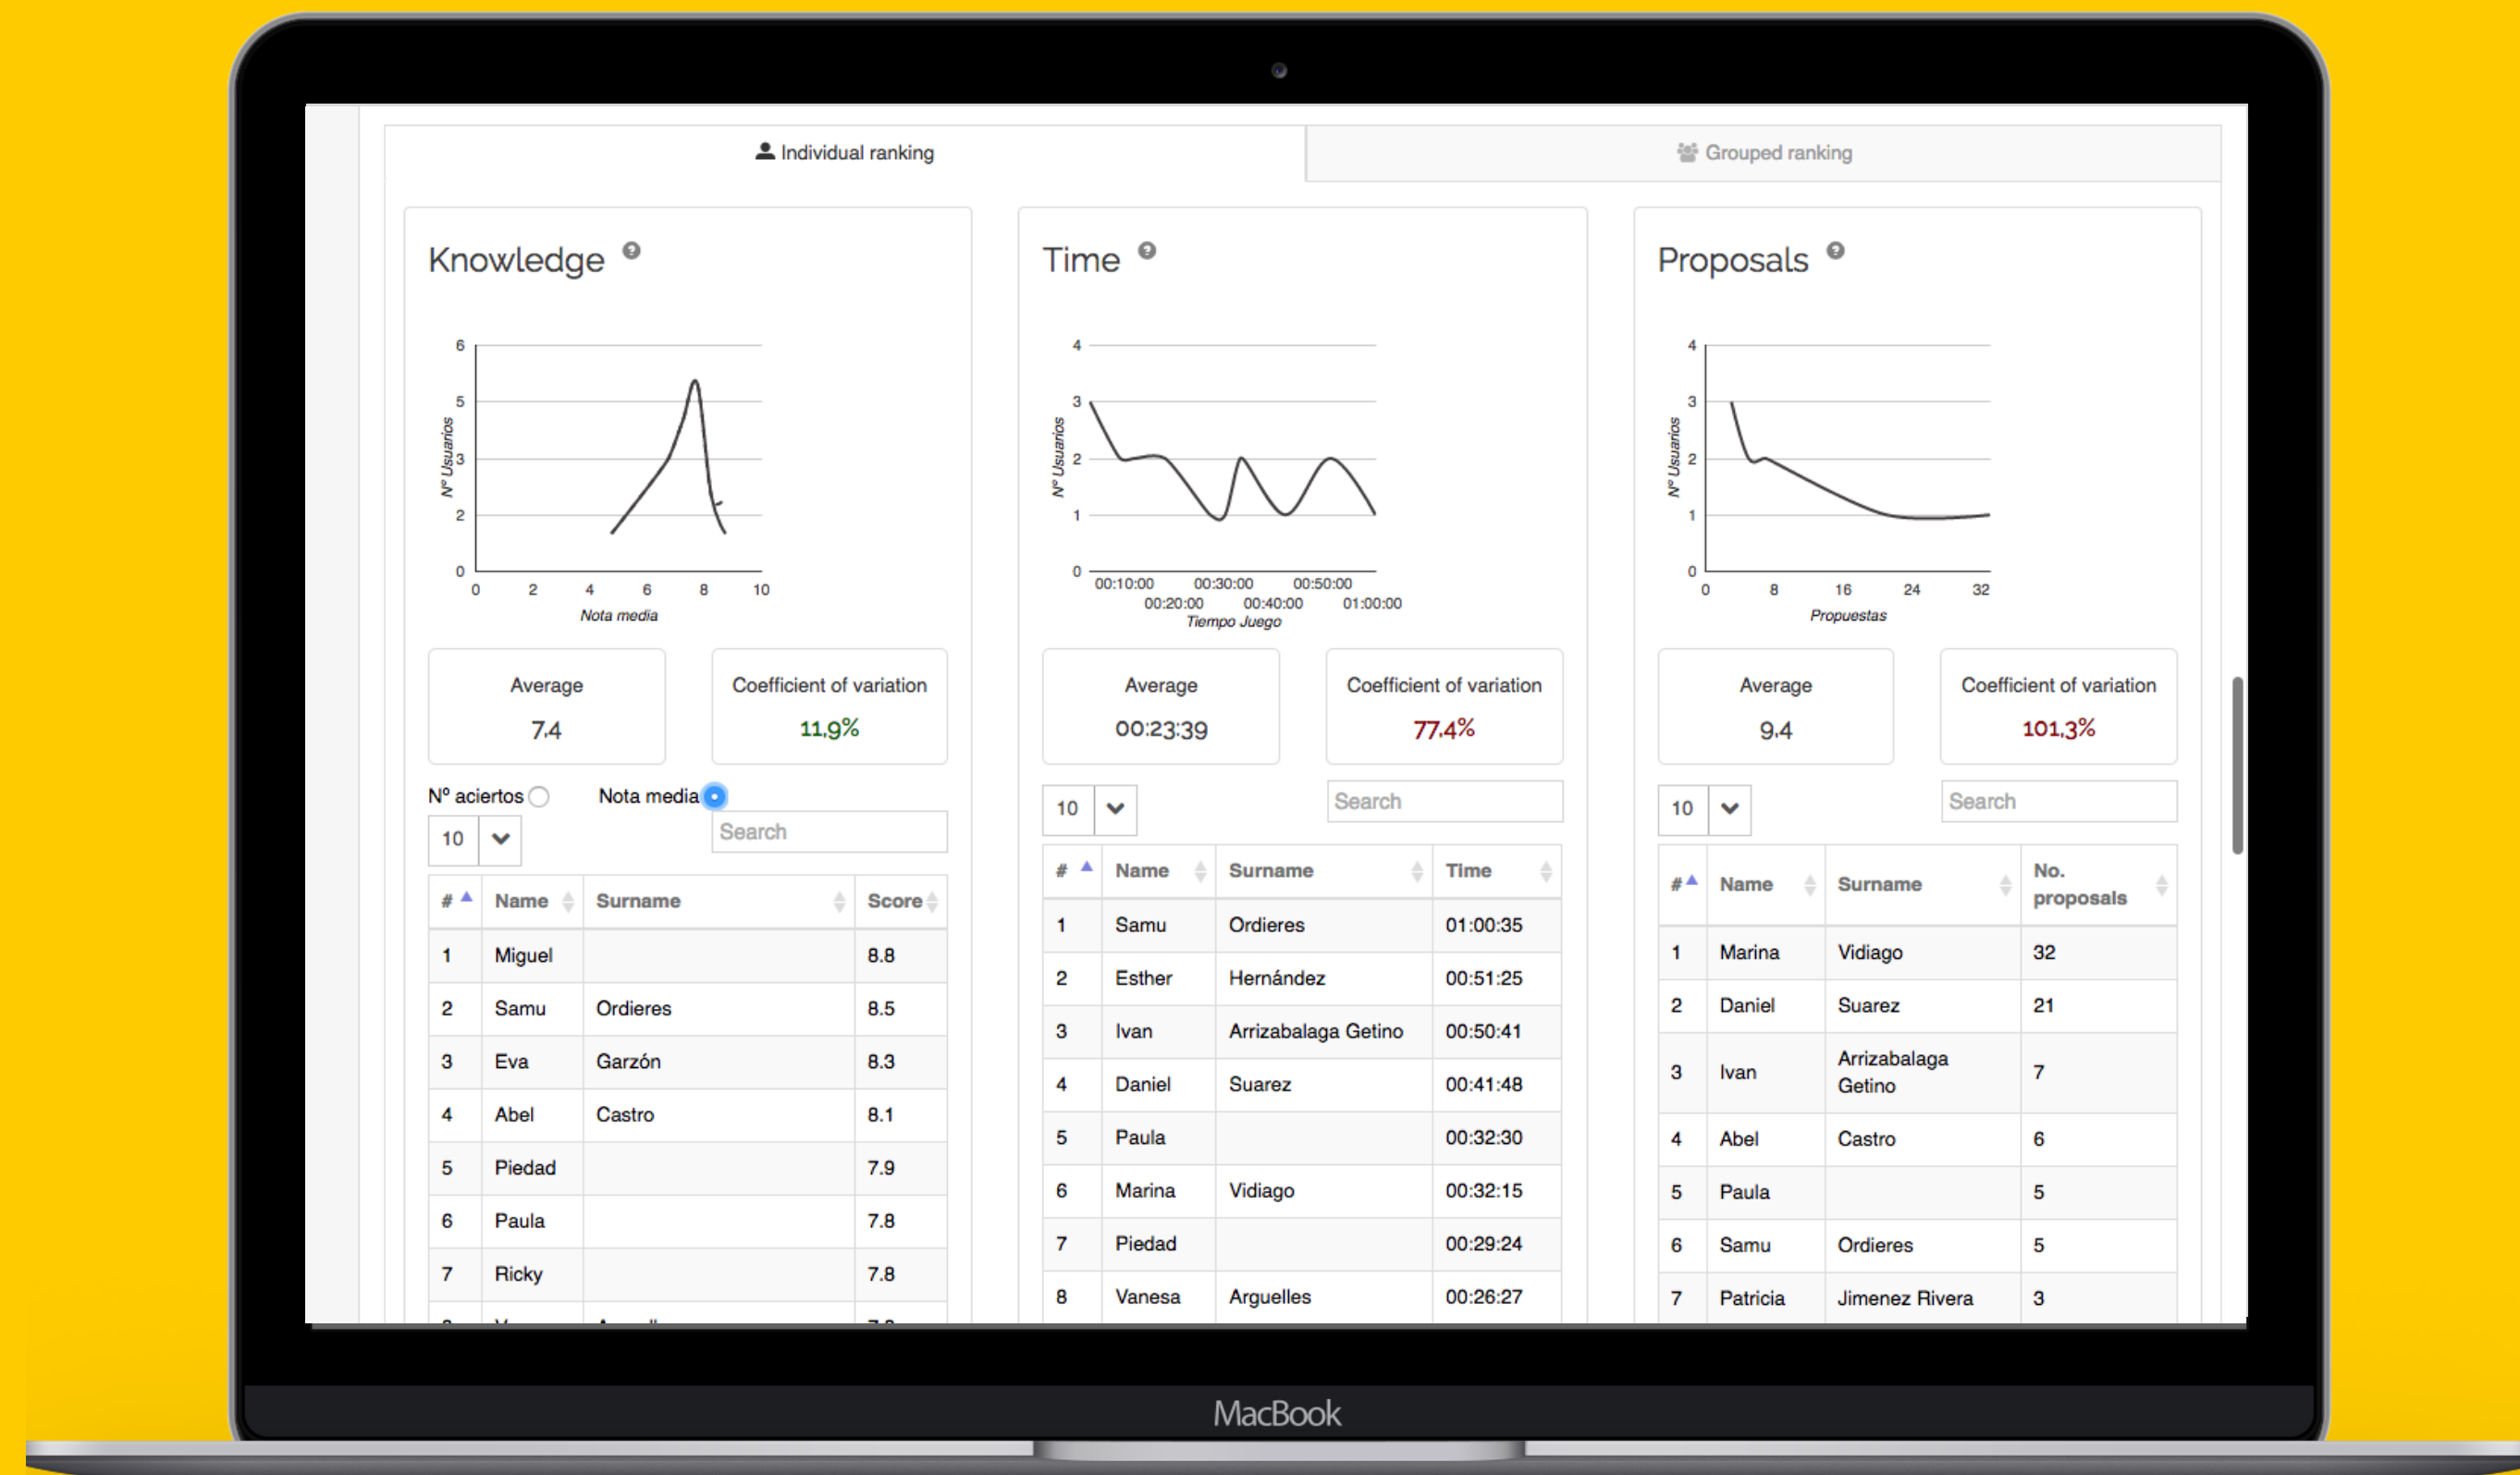 Individual ranking
Grouped ranking
Knowledge
6
5
3
2
0
Nº Usuarios
0 2 4 6 8 10
Nota media
Average
7,4
Coefficient of variation
11,9%
Nº aciertos
Nota media
10
Search
# Name Surname Score
1 Miguel 8.8
2 Samu Ordieres 8.5
3 Eva Garzón 8.3
4 Abel Castro 8.1
5 Piedad 7.9
6 Paula 7.8
7 Ricky 7.8
Time
4
3
2
1
0
Nº Usuarios
00:10:00 00:30:00 00:50:00
00:20:00 00:40:00 01:00:00
Tiempo Juego
Average
00:23:39
Coefficient of variation
77,4%
10
Search
# Name Surname Time
1 Samu Ordieres 01:00:35
2 Esther Hernández 00:51:25
3 Ivan Arrizabalaga Getino 00:50:41
4 Daniel Suarez 00:41:48
5 Paula 00:32:30
6 Marina Vidiago 00:32:15
7 Piedad 00:29:24
8 Vanesa Arguelles 00:26:27
Proposals
4
3
2
1
0
Nº Usuarios
0 8 16 24 32
Propuestas
Average
9,4
Coefficient of variation
101,3%
10
Search
# Name Surname No.
proposals
1 Marina Vidiago 32
2 Daniel Suarez 21
3 Ivan Arrizabalaga
Getino 7
4 Abel Castro 6
5 Paula 5
6 Samu Ordieres 5
7 Patricia Jimenez Rivera 3
MacBook